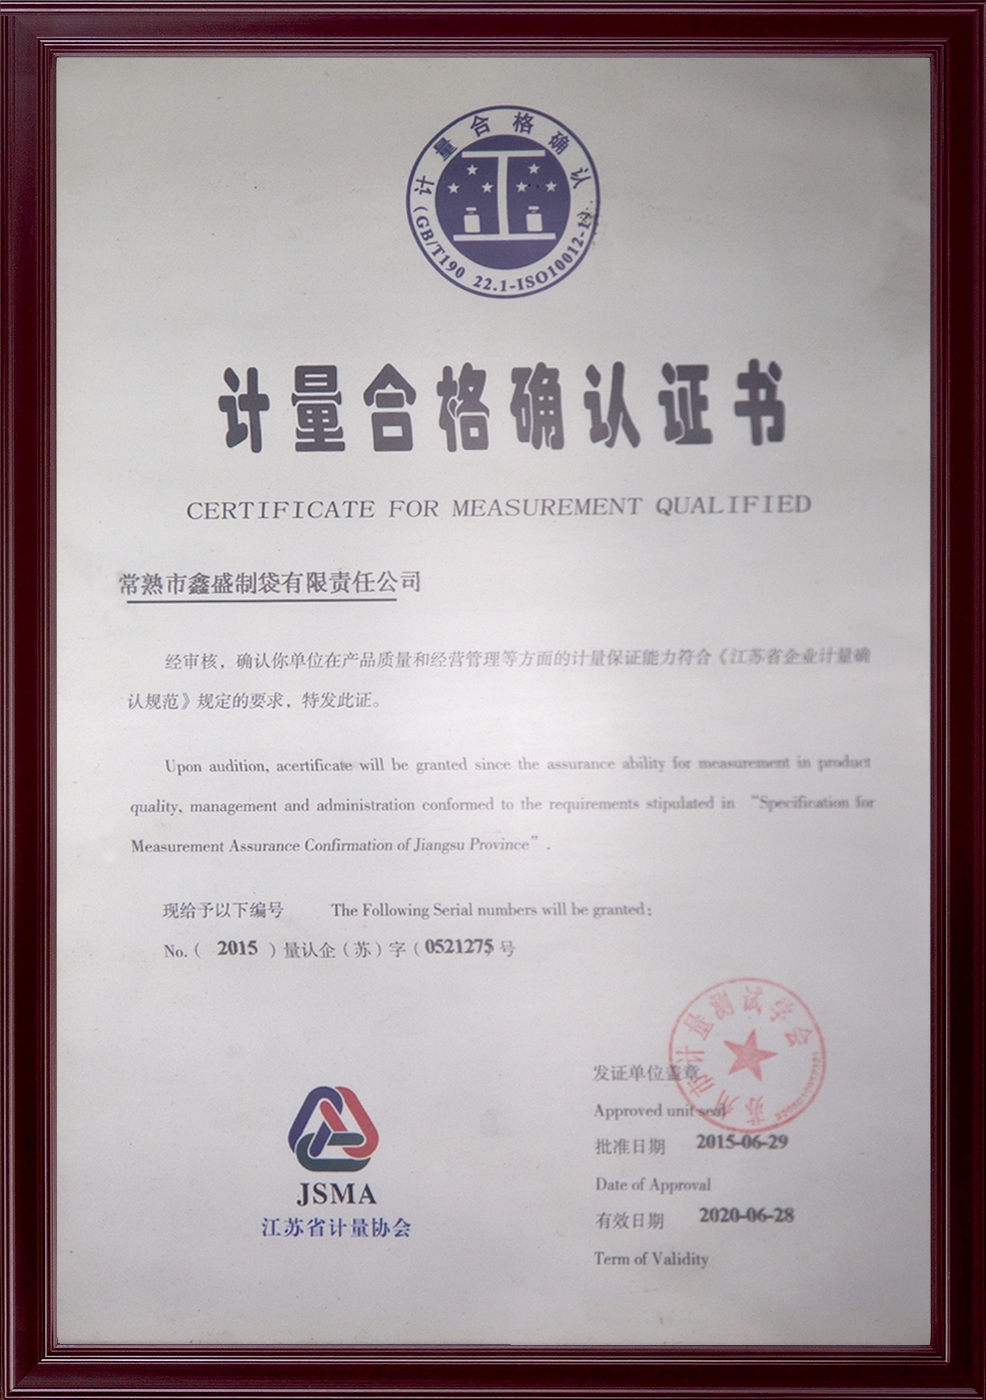 计量合格确认
(GB/T190 22.1-ISO10012-1)
计量合格确认证书
CERTIFICATE FOR MEASUREMENT QUALIFIED
常熟市鑫盛制袋有限责任公司
经审核，确认你单位在产品质量和经营管理等方面的计量保证能力符合《江苏省企业计量确
认规范》规定的要求，特发此证。
Upon audition, acertificate will be granted since the assurance ability for measurement in product
quality, management and administration conformed to the requirements stipulated in “Specification for
Measurement Assurance Confirmation of Jiangsu Province”.
现给予以下编号 The Following Serial numbers will be granted:
No.( 2015 )量认企(苏)字(0521275号
苏州市计量测试学会
发证单位盖章
Approved unit seal
批准日期 2015-06-29
Date of Approval
有效日期 2020-06-28
Term of Validity
JSMA
江苏省计量协会